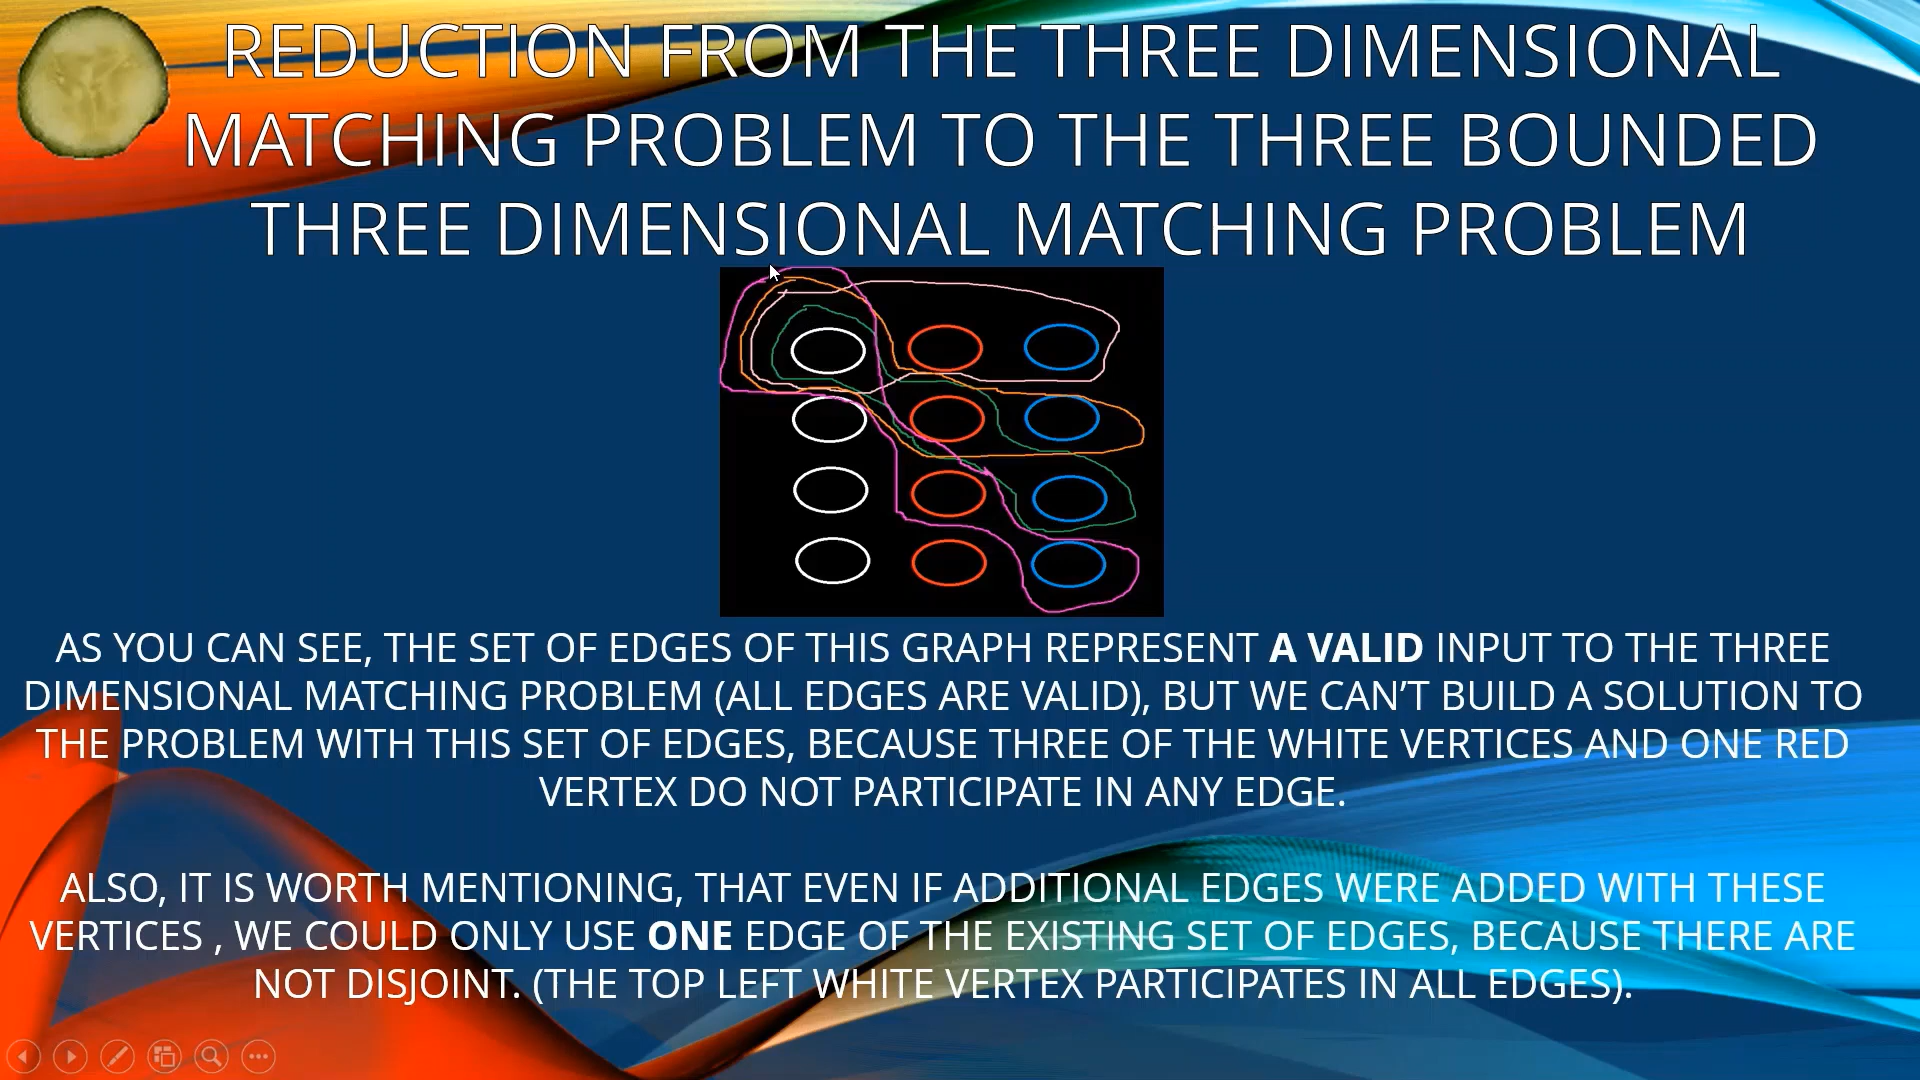 REDUCTION FROM THE THREE DIMENSIONAL
MATCHING PROBLEM TO THE THREE BOUNDED
THREE DIMENSIONAL MATCHING PROBLEM
AS YOU CAN SEE, THE SET OF EDGES OF THIS GRAPH REPRESENT A VALID INPUT TO THE THREE
DIMENSIONAL MATCHING PROBLEM (ALL EDGES ARE VALID), BUT WE CAN’T BUILD A SOLUTION TO
THE PROBLEM WITH THIS SET OF EDGES, BECAUSE THREE OF THE WHITE VERTICES AND ONE RED
VERTEX DO NOT PARTICIPATE IN ANY EDGE.
ALSO, IT IS WORTH MENTIONING, THAT EVEN IF ADDITIONAL EDGES WERE ADDED WITH THESE
VERTICES , WE COULD ONLY USE ONE EDGE OF THE EXISTING SET OF EDGES, BECAUSE THERE ARE
NOT DISJOINT. (THE TOP LEFT WHITE VERTEX PARTICIPATES IN ALL EDGES).